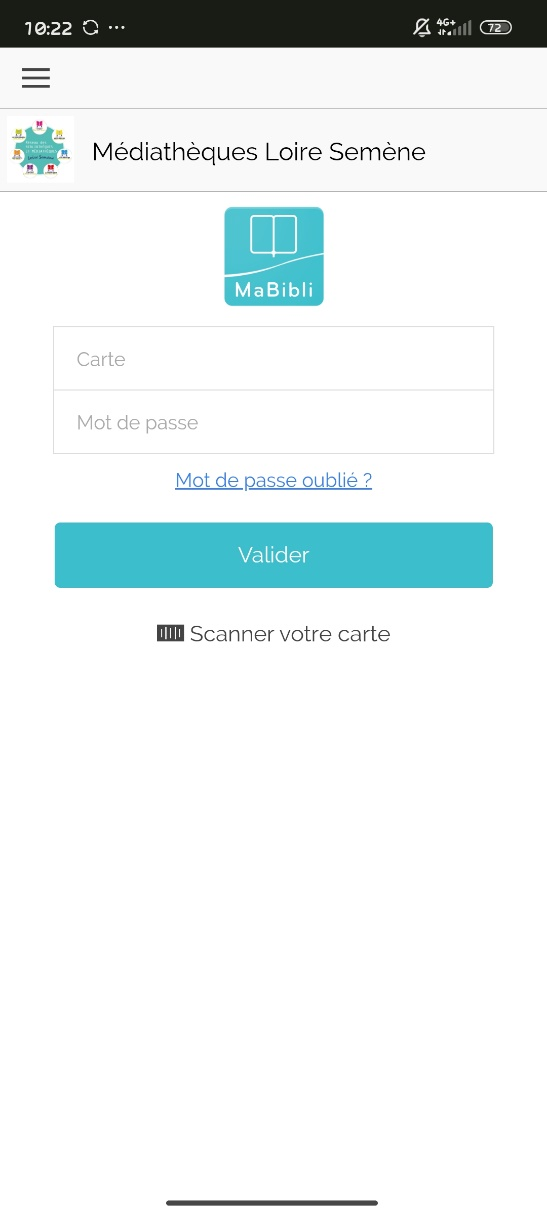 10:22
4G+
72
Médiathèques Loire Semène
MaBibli
Carte
Mot de passe
Mot de passe oublié ?
Valider
Scanner votre carte